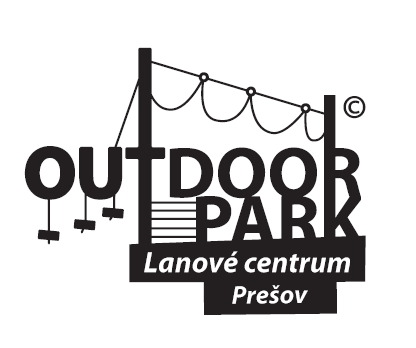 ©
OUTDOOR
PARK
Lanové centrum
Prešov